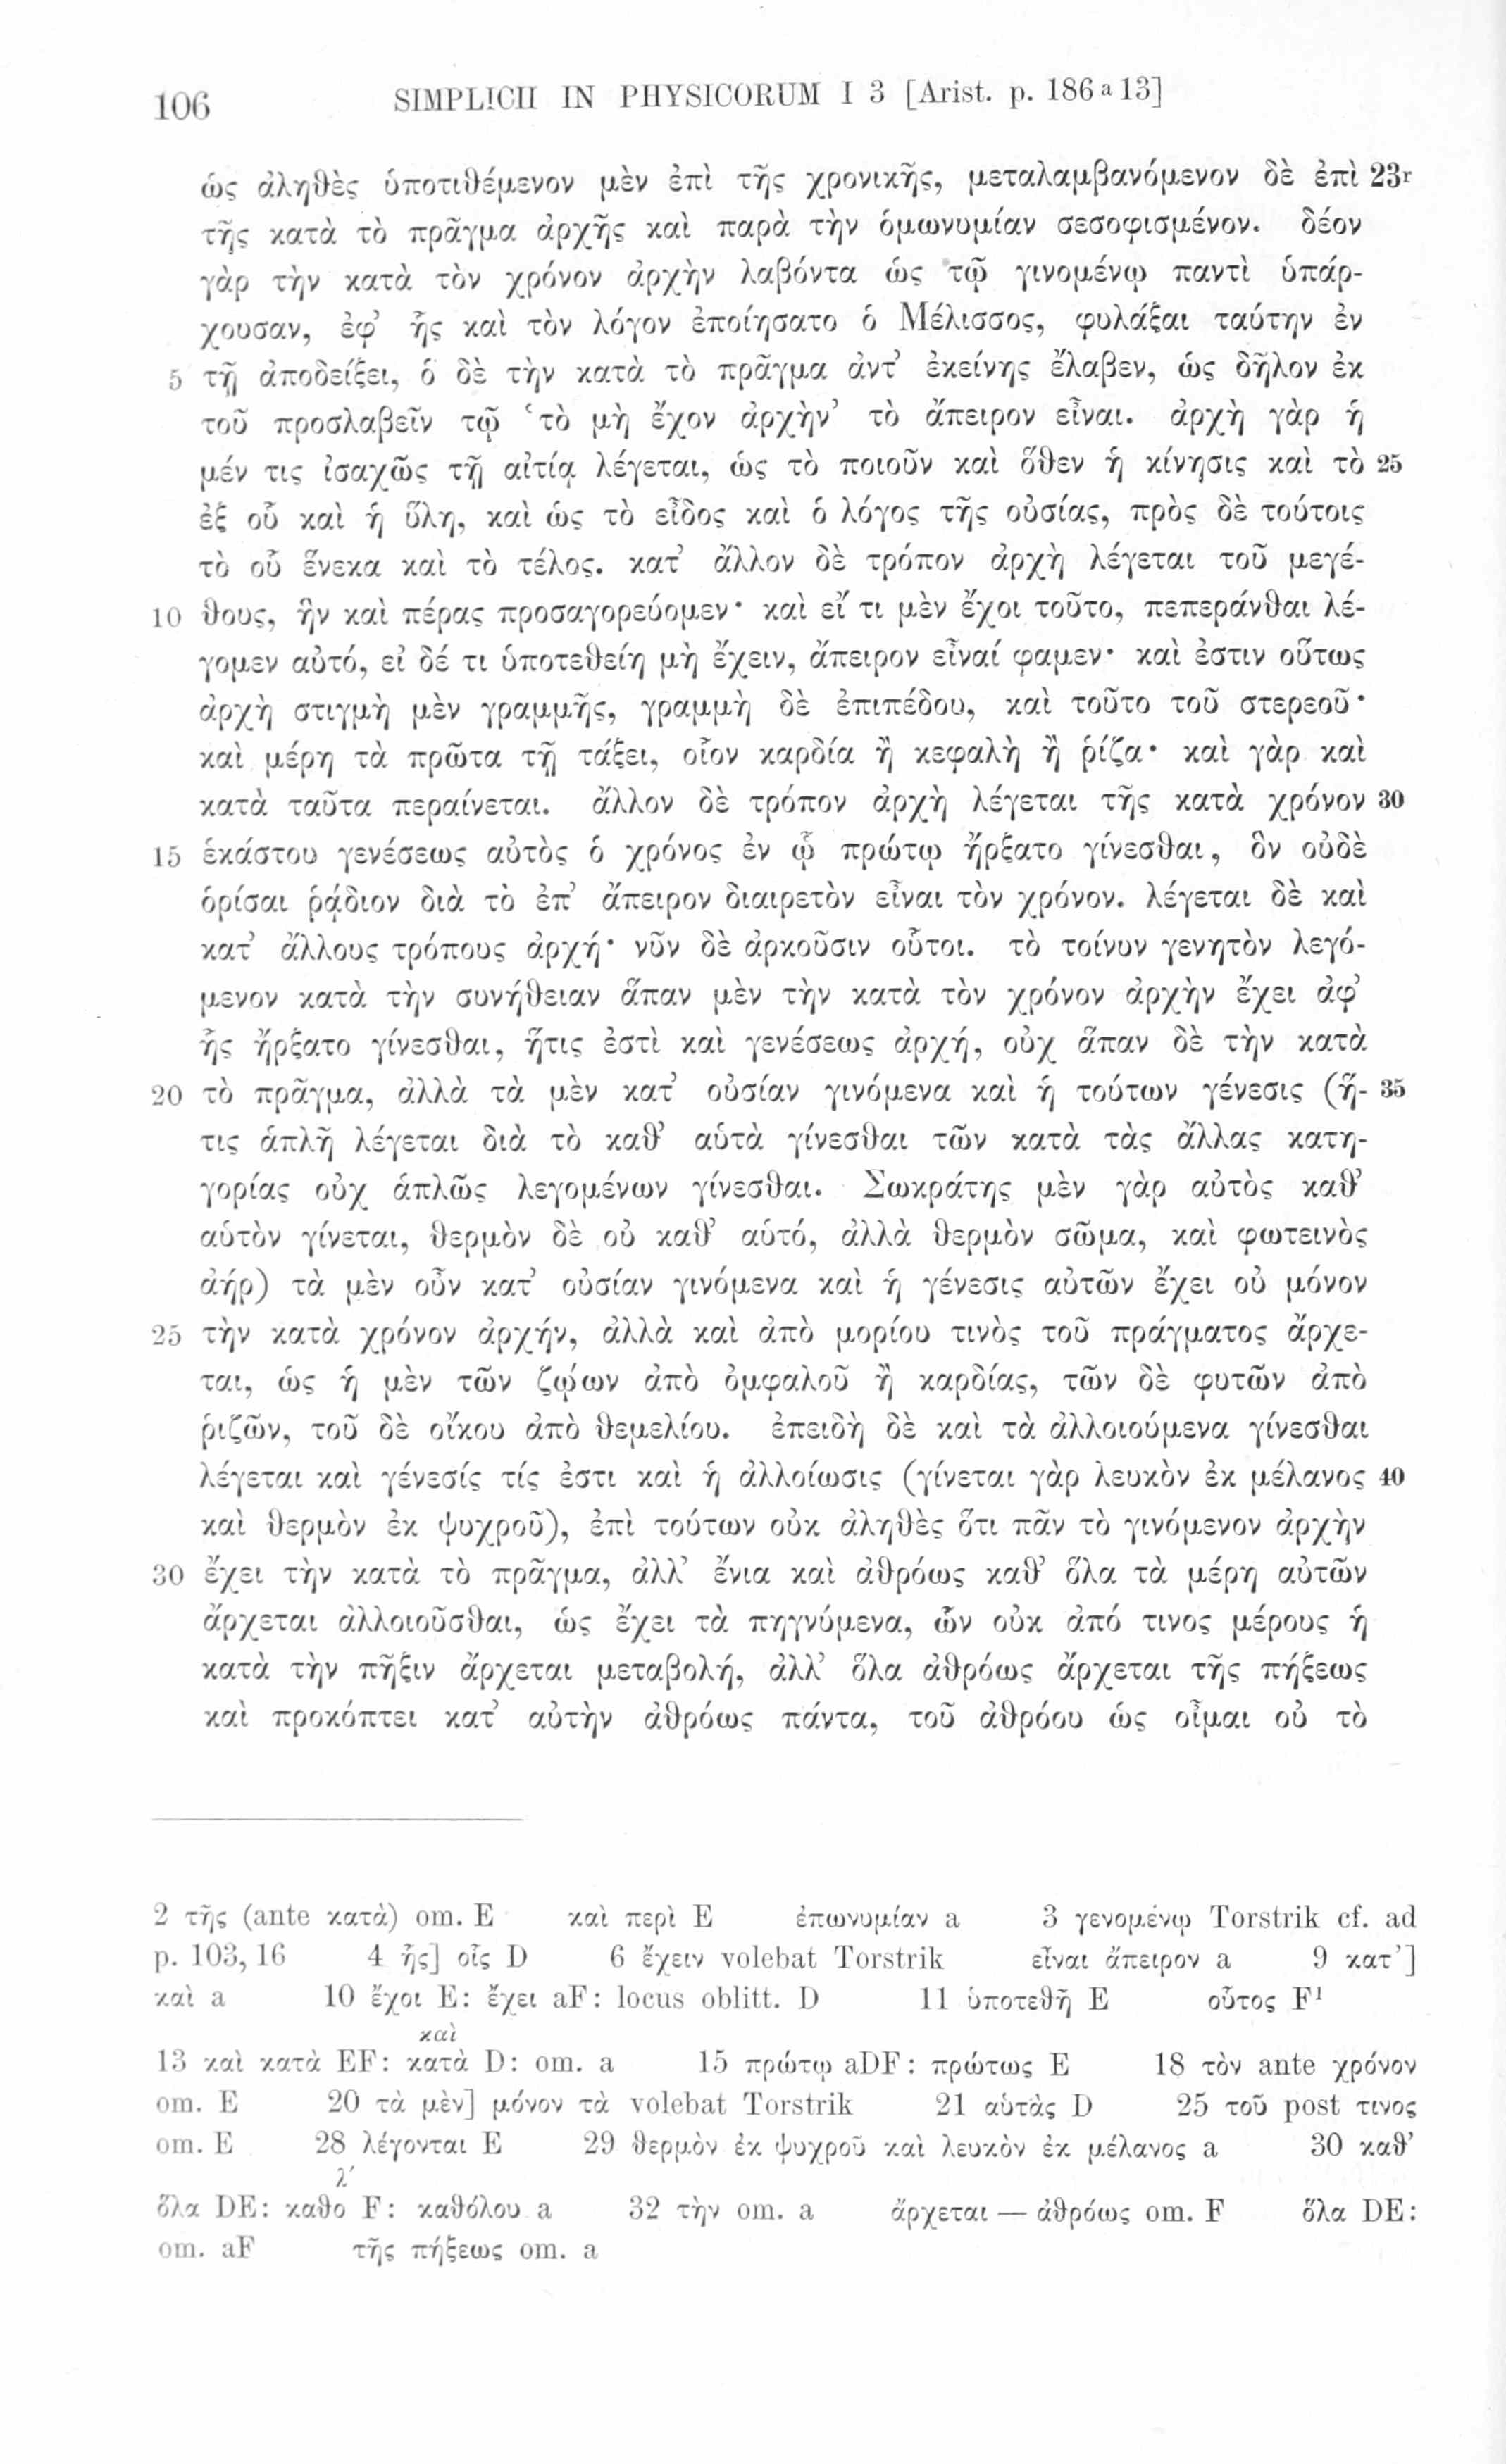 106 SIMPLICII IN PHYSICORUM I 3 [Arist. p. 186 a 13]
ὡς ἀληθὲς ὑποτιθέμενον μὲν ἐπὶ τῆς χρονικῆς, μεταλαμβανόμενον δὲ ἐπὶ 23r
τῆς κατὰ τὸ πρᾶγμα ἀρχῆς καὶ παρὰ τὴν ὁμωνυμίαν σεσοφισμένον. δέον
γὰρ τὴν κατὰ τὸν χρόνον ἀρχὴν λαβόντα ὡς τῷ γινομένῳ παντὶ ὑπάρ-
χουσαν, ἐφ’ ἧς καὶ τὸν λόγον ἐποίησατο ὁ Μέλισσος, φυλάξαι ταύτην ἐν
5 τῇ ἀποδείξει, ὁ δὲ τὴν κατὰ τὸ πρᾶγμα ἀντ’ ἐκείνης ἔλαβεν, ὡς δῆλον ἐκ
τοῦ προσλαβεῖν τῷ ‘τὸ μὴ ἔχον ἀρχὴν’ τὸ ἄπειρον εἶναι. ἀρχὴ γὰρ ἡ
μέν τις ἰσαχῶς τῇ αἰτίᾳ λέγεται, ὡς τὸ ποιοῦν καὶ ὅθεν ἡ κίνησις καὶ τὸ 25
ἐξ οὗ καὶ ἡ ὕλη, καὶ ὡς τὸ εἶδος καὶ ὁ λόγος τῆς οὐσίας, πρὸς δὲ τούτοις
τὸ οὗ ἕνεκα καὶ τὸ τέλος. κατ’ ἄλλον δὲ τρόπον ἀρχὴ λέγεται τοῦ μεγέ-
10 θους, ἣν καὶ πέρας προσαγορεύομεν· καὶ εἴ τι μὲν ἔχοι τοῦτο, πεπεράνθαι λέ-
γομεν αὐτό, εἰ δέ τι ὑποτεθείη μὴ ἔχειν, ἄπειρον εἶναί φαμεν· καὶ ἐστιν οὕτως
ἀρχὴ στιγμὴ μὲν γραμμῆς, γραμμὴ δὲ ἐπιπέδου, καὶ τοῦτο τοῦ στερεοῦ·
καὶ μέρη τὰ πρῶτα τῇ τάξει, οἷον καρδία ἢ κεφαλὴ ἢ ῥίζα· καὶ γὰρ καὶ
κατὰ ταῦτα περαίνεται. ἄλλον δὲ τρόπον ἀρχὴ λέγεται τῆς κατὰ χρόνον 30
15 ἑκάστου γενέσεως αὐτὸς ὁ χρόνος ἐν ᾧ πρώτῳ ἤρξατο γίνεσθαι, ὃν οὐδὲ
ὁρίσαι ῥᾴδιον διὰ τὸ ἐπ’ ἄπειρον διαιρετὸν εἶναι τὸν χρόνον. λέγεται δὲ καὶ
κατ’ ἄλλους τρόπους ἀρχή· νῦν δὲ ἀρκοῦσιν οὗτοι. τὸ τοίνυν γενητὸν λεγό-
μενον κατὰ τὴν συνήθειαν ἅπαν μὲν τὴν κατὰ τὸν χρόνον ἀρχὴν ἔχει ἀφ’
ἧς ἤρξατο γίνεσθαι, ἥτις ἐστὶ καὶ γενέσεως ἀρχή, οὐχ ἅπαν δὲ τὴν κατὰ
20 τὸ πρᾶγμα, ἀλλὰ τὰ μὲν κατ’ οὐσίαν γινόμενα καὶ ἡ τούτων γένεσις (ἥ- 35
τις ἁπλῆ λέγεται διὰ τὸ καθ’ αὑτὰ γίνεσθαι τῶν κατὰ τὰς ἄλλας κατη-
γορίας οὐχ ἁπλῶς λεγομένων γίνεσθαι. Σωκράτης μὲν γὰρ αὐτὸς καθ’
αὑτὸν γίνεται, θερμὸν δὲ οὐ καθ’ αὑτό, ἀλλὰ θερμὸν σῶμα, καὶ φωτεινὸς
ἀήρ) τὰ μὲν οὖν κατ’ οὐσίαν γινόμενα καὶ ἡ γένεσις αὐτῶν ἔχει οὐ μόνον
25 τὴν κατὰ χρόνον ἀρχήν, ἀλλὰ καὶ ἀπὸ μορίου τινὸς τοῦ πράγματος ἄρχε-
ται, ὡς ἡ μὲν τῶν ζῴων ἀπὸ ὀμφαλοῦ ἢ καρδίας, τῶν δὲ φυτῶν ἀπὸ
ῥιζῶν, τοῦ δὲ οἴκου ἀπὸ θεμελίου. ἐπειδὴ δὲ καὶ τὰ ἀλλοιούμενα γίνεσθαι
λέγεται καὶ γένεσίς τίς ἐστι καὶ ἡ ἀλλοίωσις (γίνεται γὰρ λευκὸν ἐκ μέλανος 40
καὶ θερμὸν ἐκ ψυχροῦ), ἐπὶ τούτων οὐκ ἀληθὲς ὅτι πᾶν τὸ γινόμενον ἀρχὴν
30 ἔχει τὴν κατὰ τὸ πρᾶγμα, ἀλλ’ ἔνια καὶ ἀθρόως καθ’ ὅλα τὰ μέρη αὐτῶν
ἄρχεται ἀλλοιοῦσθαι, ὡς ἔχει τὰ πηγνύμενα, ὧν οὐκ ἀπό τινος μέρους ἡ
κατὰ τὴν πῆξιν ἄρχεται μεταβολή, ἀλλ’ ὅλα ἀθρόως ἄρχεται τῆς πήξεως
καὶ προκόπτει κατ’ αὐτὴν ἀθρόως πάντα, τοῦ ἀθρόου ὡς οἶμαι οὐ τὸ
2 τῆς (ante κατὰ) om. E καὶ περὶ E ἐπωνυμίαν a 3 γενομένῳ Torstrik cf. ad
p. 103, 16 4 ἧς] οἷς D 6 ἔχειν volebat Torstrik εἶναι ἄπειρον a 9 κατ’]
καὶ a 10 ἔχοι E: ἔχει aF: locus oblitt. D 11 ὑποτεθῇ E οὗτος F¹
καὶ
13 καὶ κατὰ EF: κατὰ D: om. a 15 πρώτῳ aDF: πρώτως E 18 τὸν ante χρόνον
om. E 20 τὰ μὲν] μόνον τὰ volebat Torstrik 21 αὑτὰς D 25 τοῦ post τινος
om. E 28 λέγονται E 29 θερμὸν ἐκ ψυχροῦ καὶ λευκὸν ἐκ μέλανος a 30 καθ’
λ’
ὅλα DE: καθο F: καθόλου a 32 τὴν om. a ἄρχεται — ἀθρόως om. F ὅλα DE:
om. aF τῆς πήξεως om. a